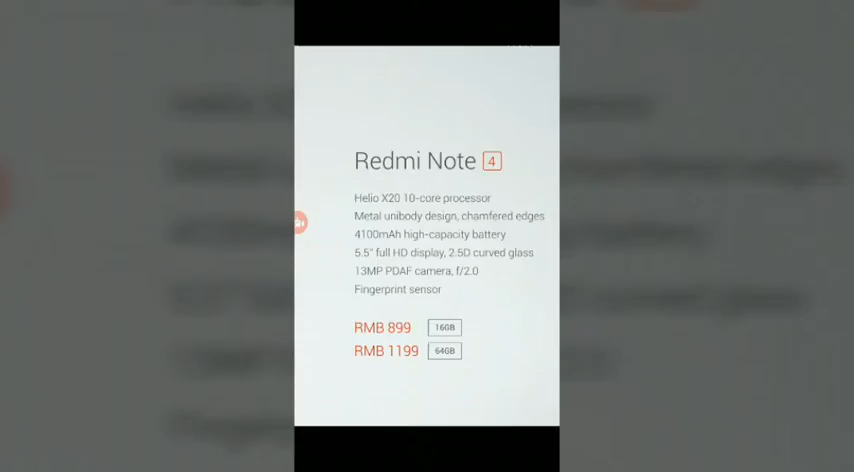 Redmi Note 4
Helio X20 10-core processor
Metal unibody design, chamfered edges
4100mAh high-capacity battery
5.5" full HD display, 2.5D curved glass
13MP PDAF camera, f/2.0
Fingerprint sensor
RMB 899 16GB
RMB 1199 64GB